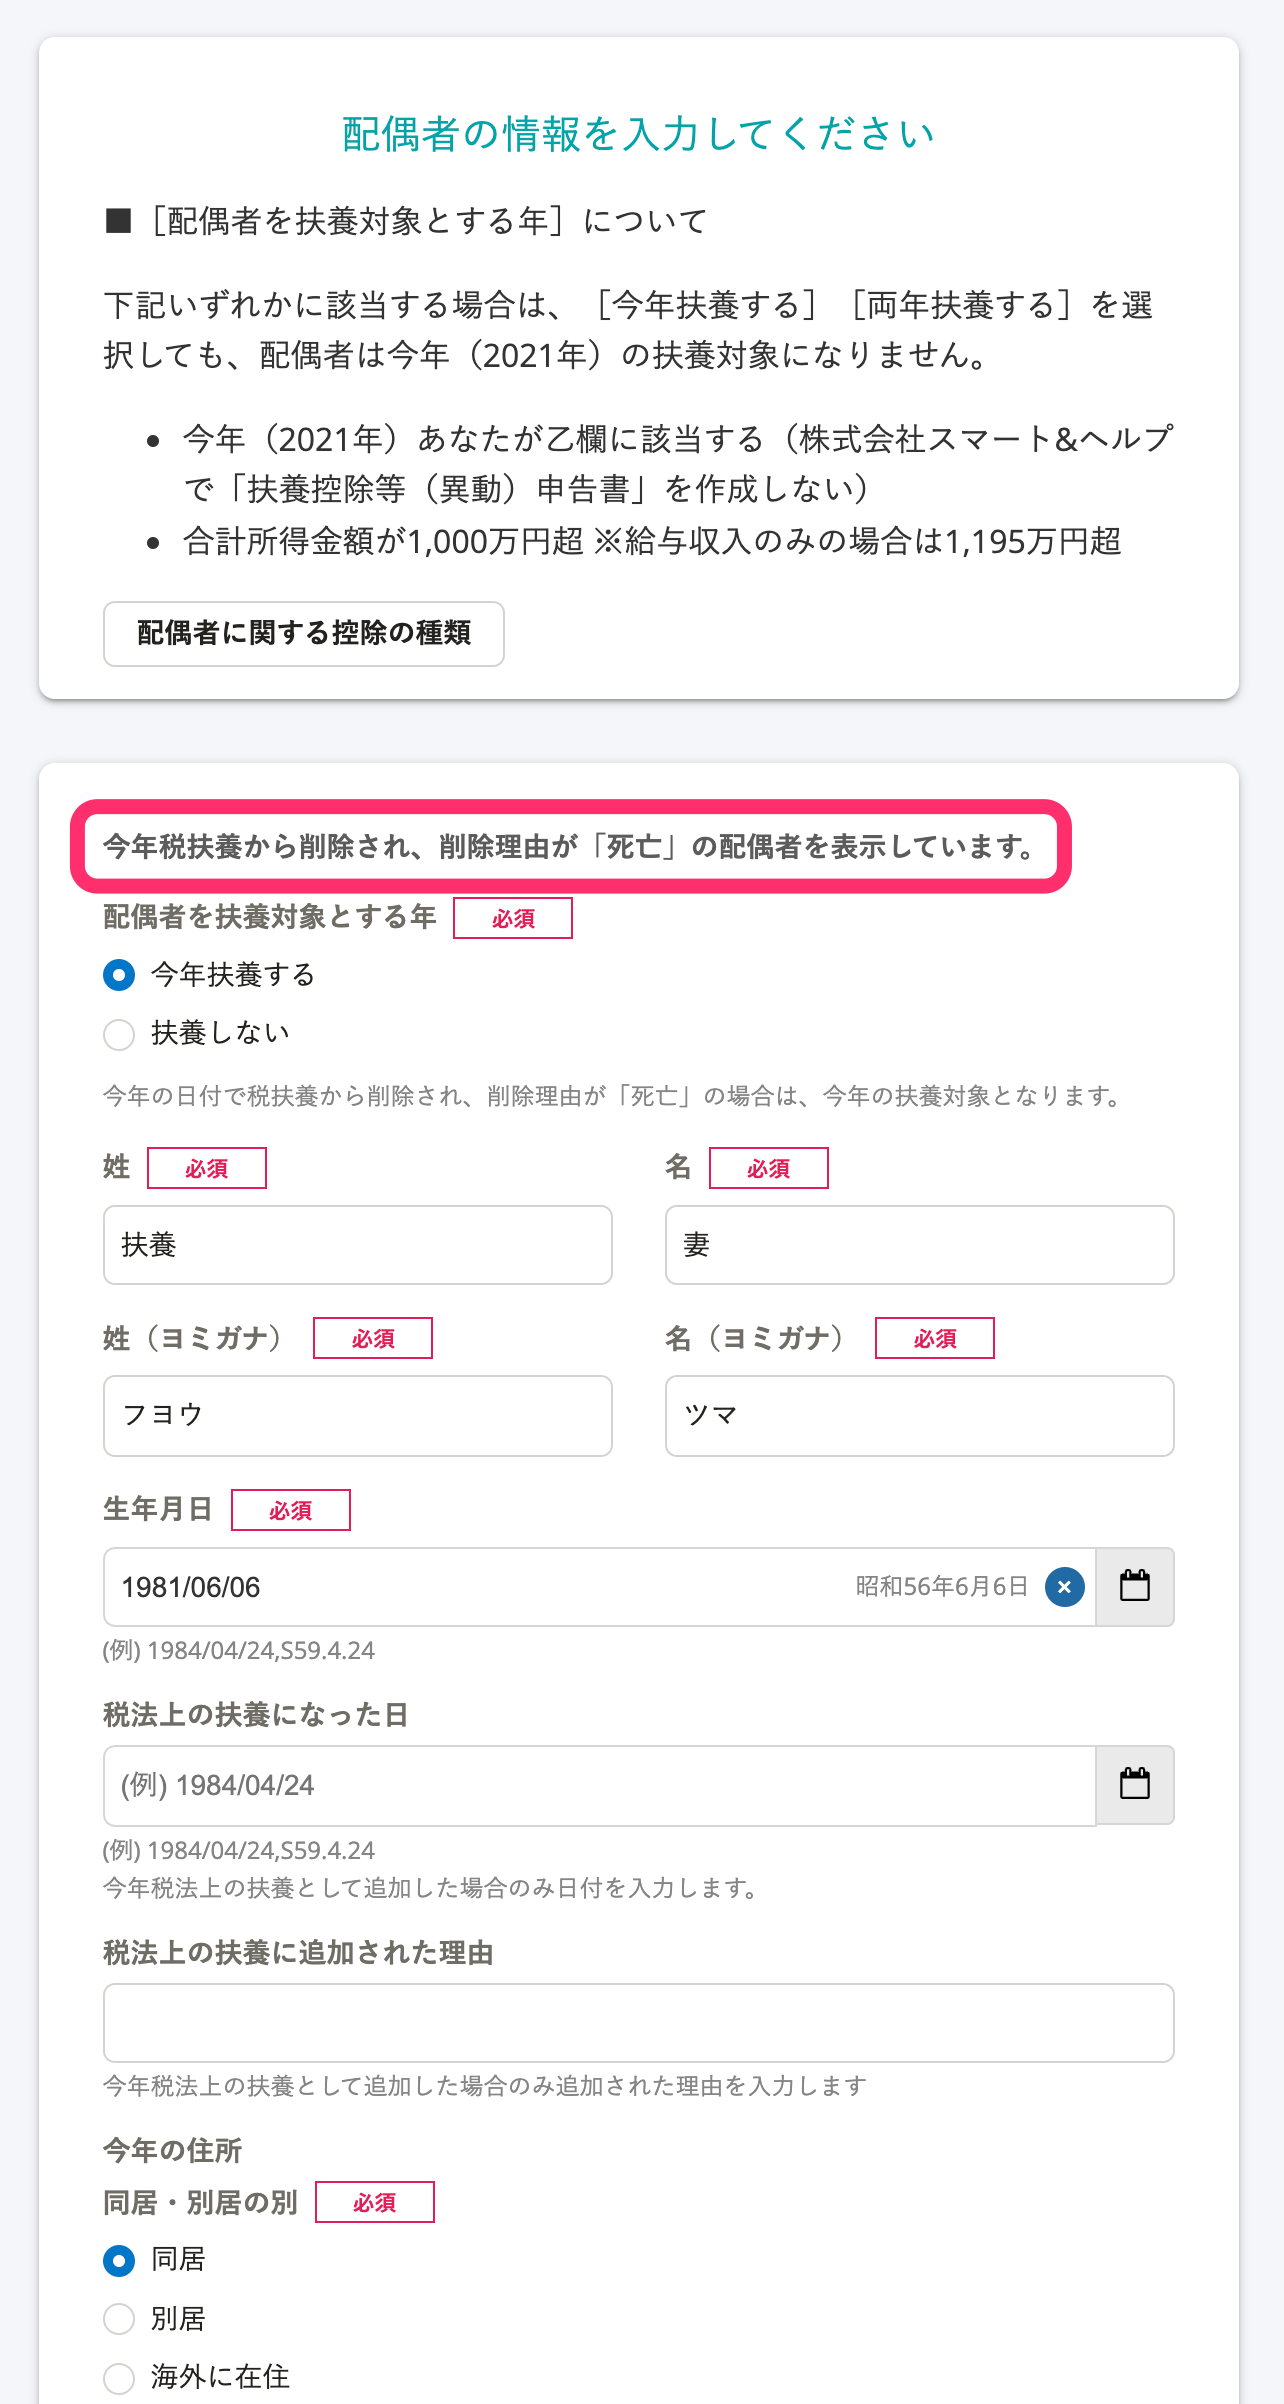 配偶者の情報を入力してください
■［配偶者を扶養対象とする年］について
下記いずれかに該当する場合は、［今年扶養する］［両年扶養する］を選
択しても、配偶者は今年（2021年）の扶養対象になりません。
• 今年（2021年）あなたが乙欄に該当する（株式会社スマート&ヘルプ
で「扶養控除等（異動）申告書」を作成しない）
• 合計所得金額が1,000万円超 ※給与収入のみの場合は1,195万円超
配偶者に関する控除の種類
今年税扶養から削除され、削除理由が「死亡」の配偶者を表示しています。
配偶者を扶養対象とする年 必須
今年扶養する
扶養しない
今年の日付で税扶養から削除され、削除理由が「死亡」の場合は、今年の扶養対象となります。
姓 必須 名 必須
扶養 妻
姓（ヨミガナ） 必須 名（ヨミガナ） 必須
フヨウ ツマ
生年月日 必須
1981/06/06 昭和56年6月6日
(例) 1984/04/24,S59.4.24
税法上の扶養になった日
(例) 1984/04/24
(例) 1984/04/24,S59.4.24
今年税法上の扶養として追加した場合のみ日付を入力します。
税法上の扶養に追加された理由
今年税法上の扶養として追加した場合のみ追加された理由を入力します
今年の住所
同居・別居の別 必須
同居
別居
海外に在住